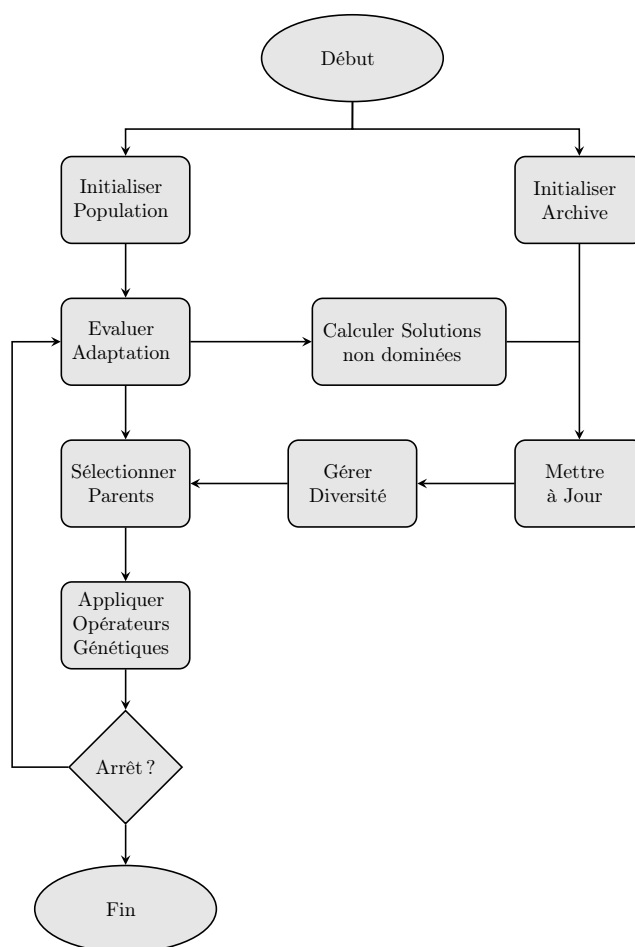 Début
Initialiser
Population
Initialiser
Archive
Evaluer
Adaptation
Calculer Solutions
non dominées
Sélectionner
Parents
Gérer
Diversité
Mettre
à Jour
Appliquer
Opérateurs
Génétiques
Arrêt ?
Fin